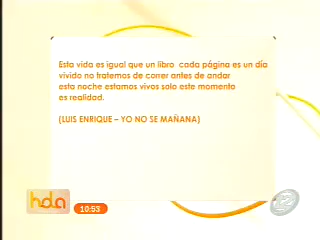 Esta vida es igual que un libro cada página es un día
vivido no tratemos de correr antes de andar
esta noche estamos vivos solo este momento
es realidad.
(LUIS ENRIQUE – YO NO SE MAÑANA)
hola
10:53
12